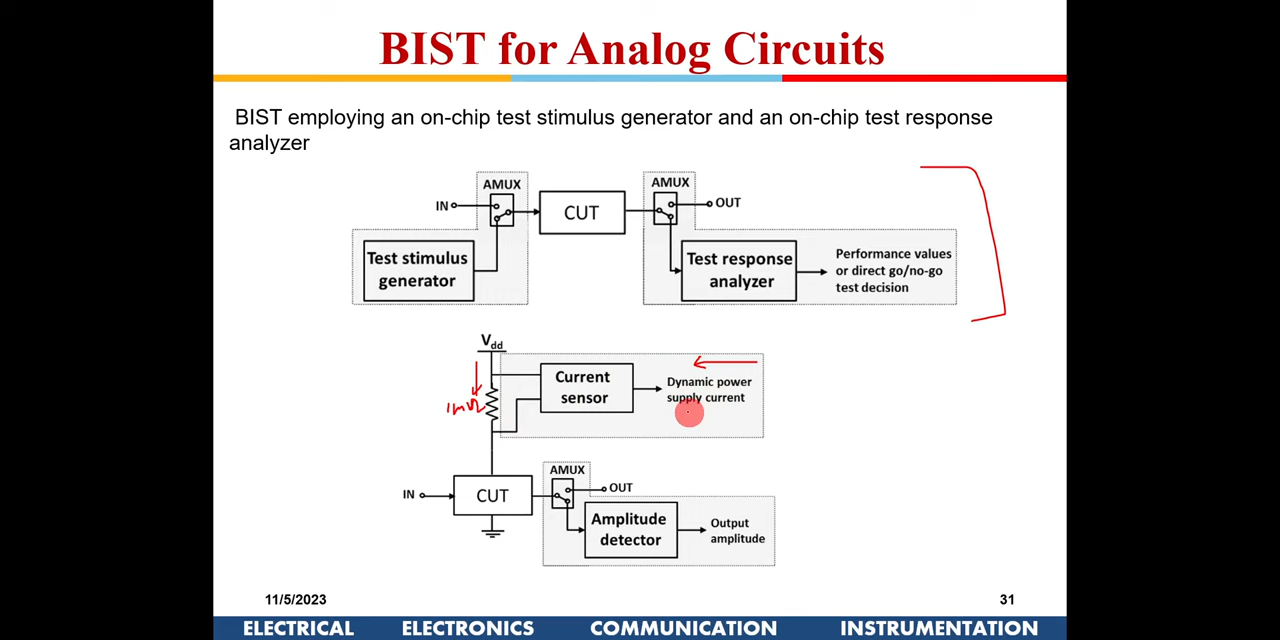 BIST for Analog Circuits
BIST employing an on-chip test stimulus generator and an on-chip test response
analyzer
AMUX
AMUX
IN
CUT
OUT
Test stimulus
generator
Test response
analyzer
Performance values
or direct go/no-go
test decision
Vdd
Current
sensor
Dynamic power
supply current
1mΩ
AMUX
IN
CUT
OUT
Amplitude
detector
Output
amplitude
11/5/2023
31
ELECTRICAL ELECTRONICS COMMUNICATION INSTRUMENTATION